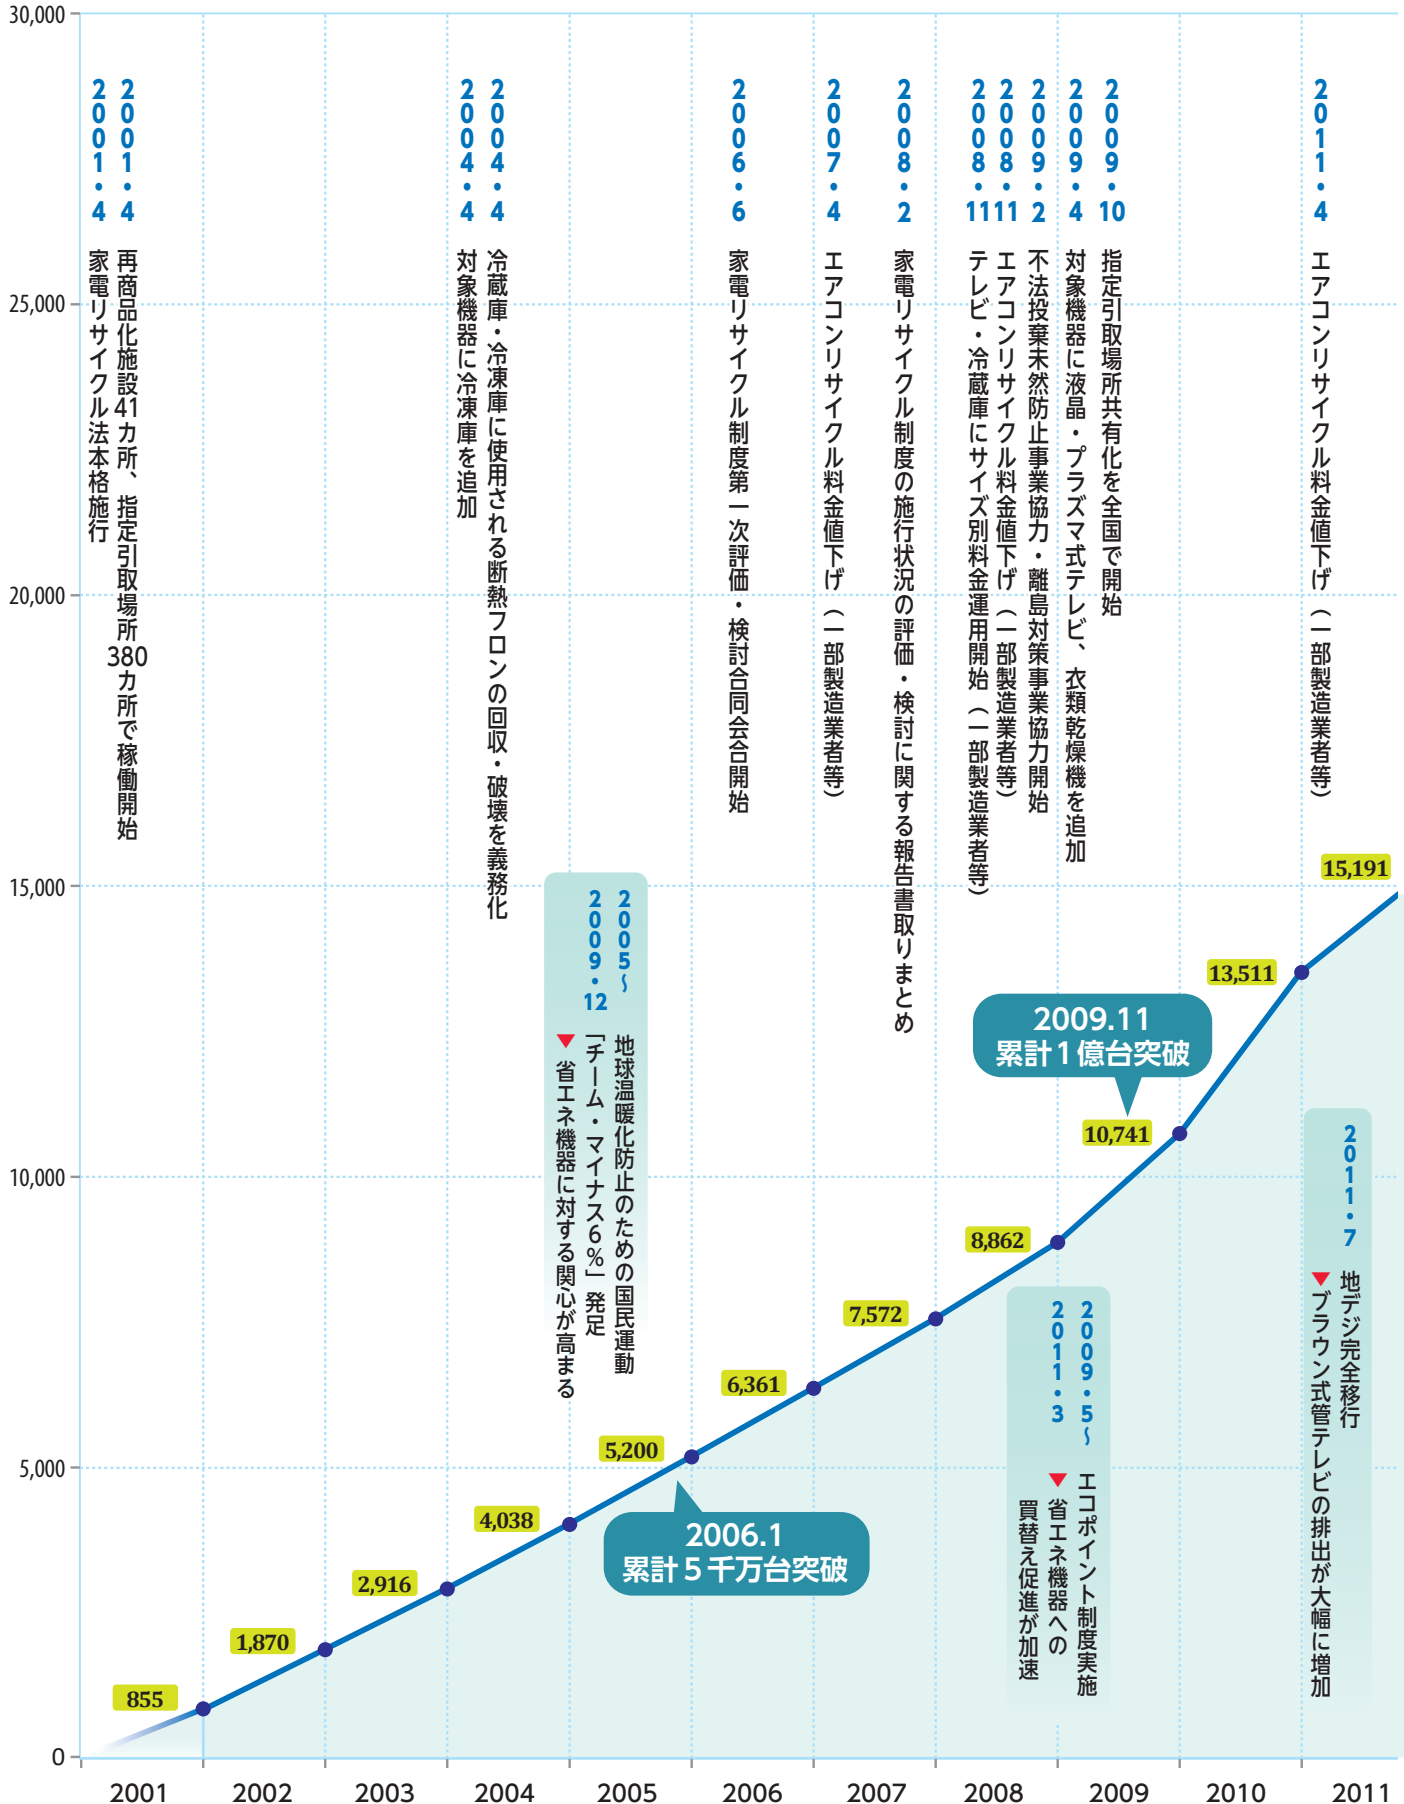 30,000
25,000
20,000
15,000
10,000
5,000
0
2001・4 家電リサイクル法本格施行
2001・4 再商品化施設41カ所、指定引取場所380カ所で稼働開始
2004・4 対象機器に冷凍庫を追加
2004・4 冷蔵庫・冷凍庫に使用される断熱フロンの回収・破壊を義務化
2006・6 家電リサイクル制度第一次評価・検討合同会合開始
2007・4 エアコンリサイクル料金値下げ（一部製造業者等）
2008・2 家電リサイクル制度の施行状況の評価・検討に関する報告書取りまとめ
2008・11 テレビ・冷蔵庫にサイズ別料金運用開始（一部製造業者等）
2008・11 エアコンリサイクル料金値下げ（一部製造業者等）
2009・2 不法投棄未然防止事業協力・離島対策事業協力開始
2009・4 対象機器に液晶・プラズマ式テレビ、衣類乾燥機を追加
2009・10 指定引取場所共有化を全国で開始
2011・4 エアコンリサイクル料金値下げ（一部製造業者等）
2005〜
2009・12
地球温暖化防止のための国民運動
「チーム・マイナス6％」発足
▼省エネ機器に対する関心が高まる
2009.11
累計1億台突破
2006.1
累計5千万台突破
2009・5〜
2011・3
エコポイント制度実施
▼省エネ機器への
買替え促進が加速
2011・7
地デジ完全移行
▼ブラウン式管テレビの排出が大幅に増加
855
1,870
2,916
4,038
5,200
6,361
7,572
8,862
10,741
13,511
15,191
2001
2002
2003
2004
2005
2006
2007
2008
2009
2010
2011